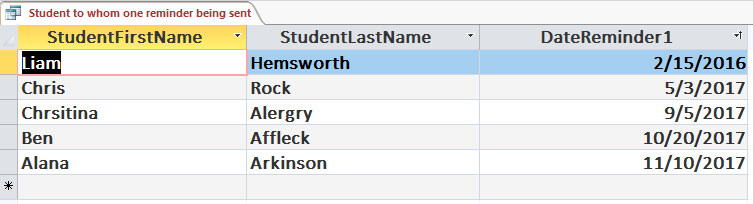 Student to whom one reminder being sent
StudentFirstName StudentLastName DateReminder1
Liam Hemsworth 2/15/2016
Chris Rock 5/3/2017
Chrsitina Alergry 9/5/2017
Ben Affleck 10/20/2017
Alana Arkinson 11/10/2017
*